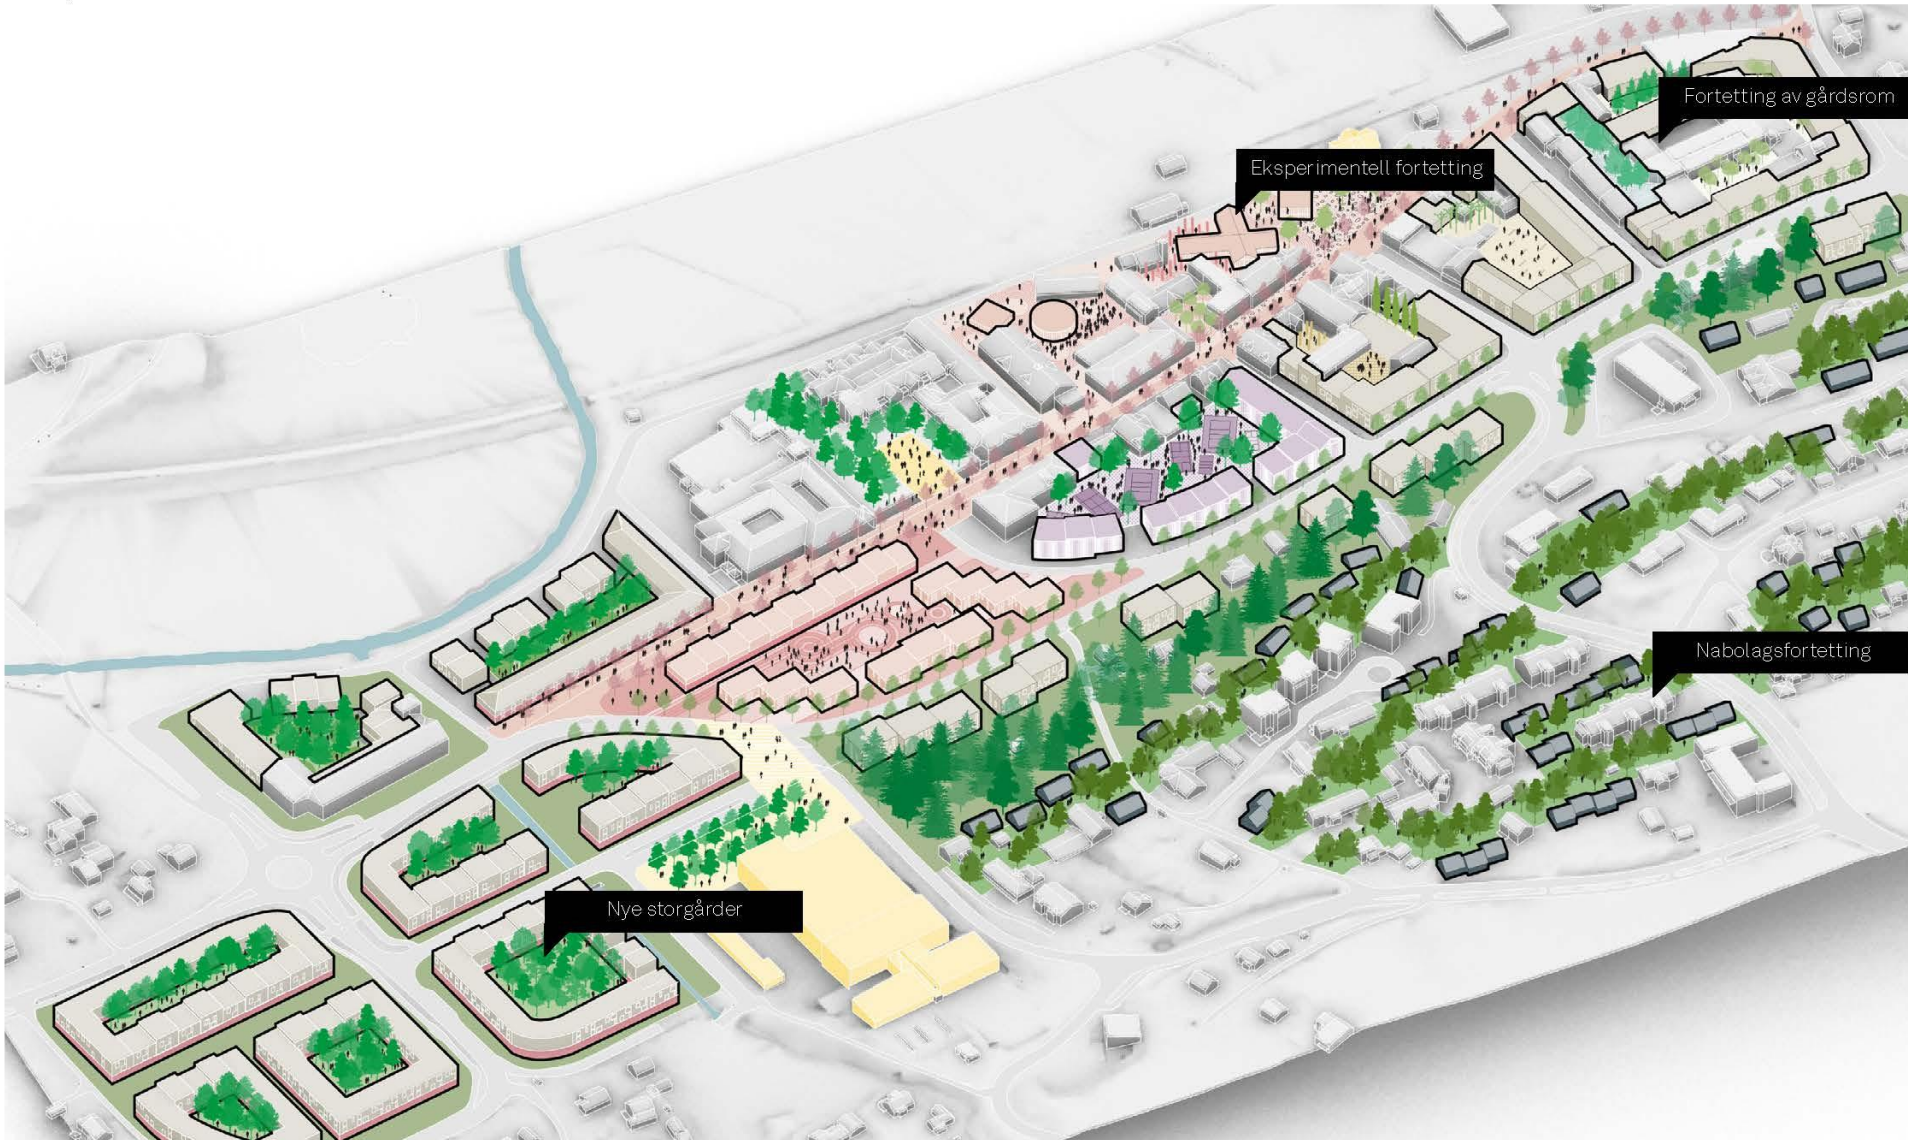 Fortetting av gårdsrom
Eksperimentell fortetting
Nabolagsfortetting
Nye storgårder